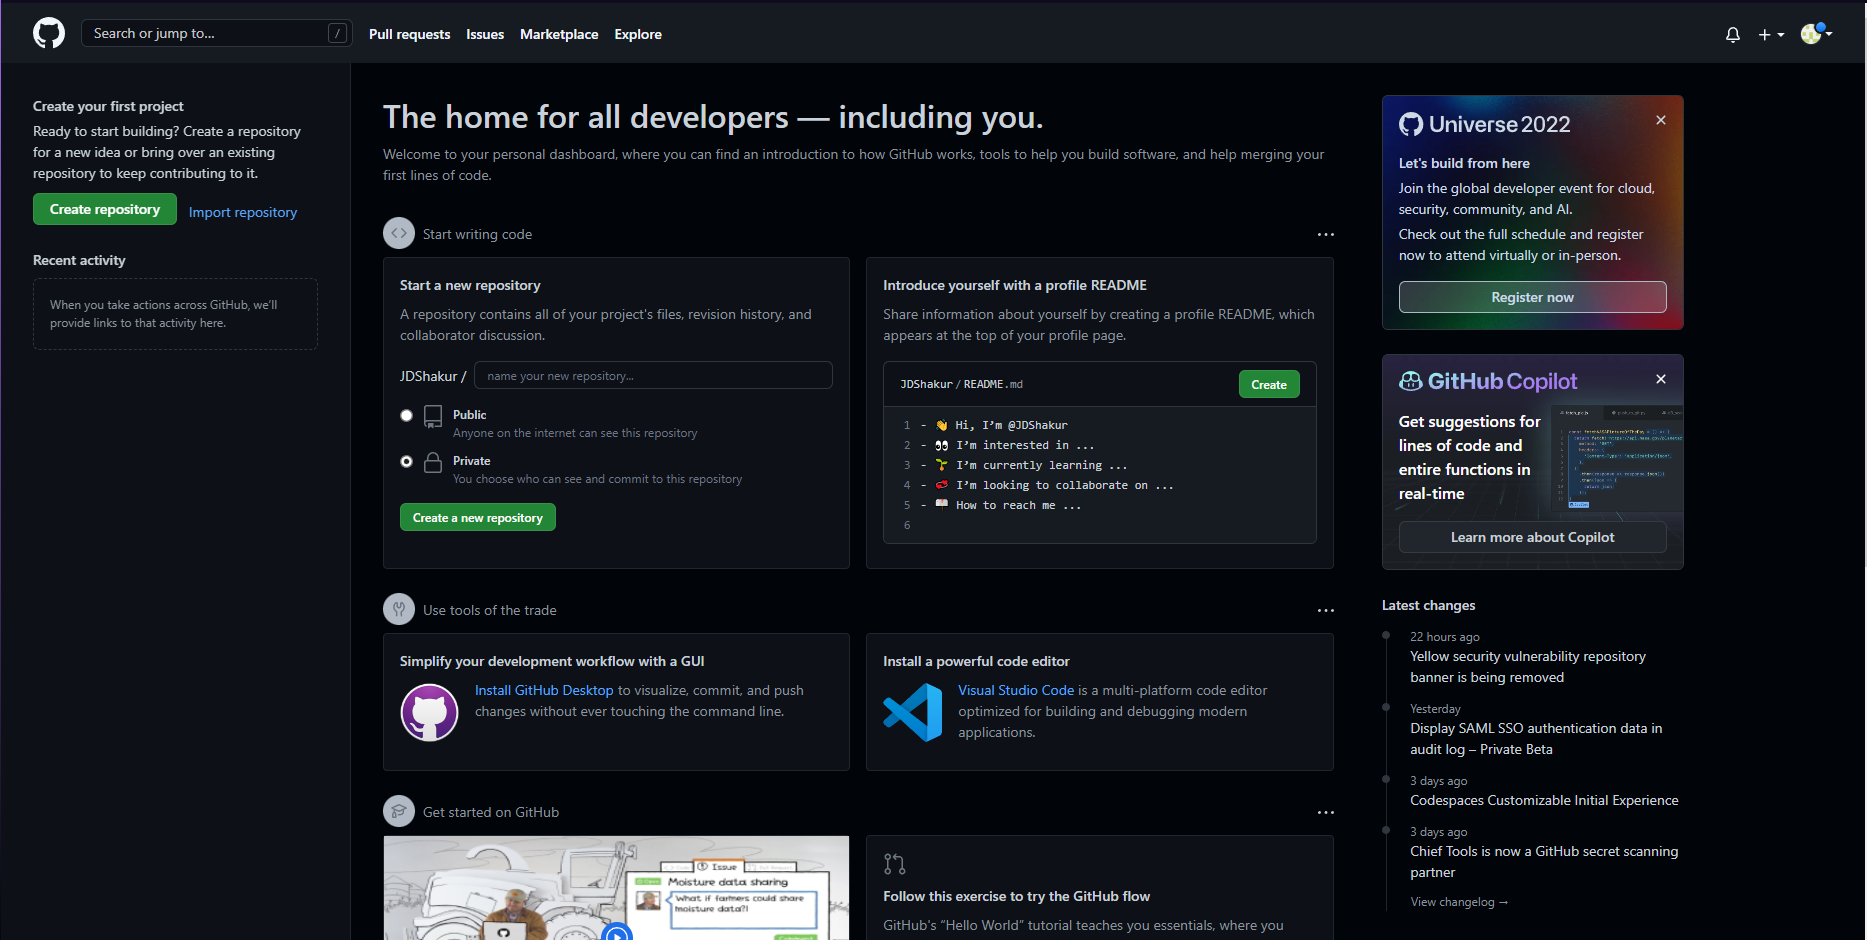 Search or jump to...
/
Pull requests
Issues
Marketplace
Explore
Create your first project
Ready to start building? Create a repository
for a new idea or bring over an existing
repository to keep contributing to it.
Create repository
Import repository
Recent activity
When you take actions across GitHub, we'll
provide links to that activity here.
The home for all developers — including you.
Welcome to your personal dashboard, where you can find an introduction to how GitHub works, tools to help you build software, and help merging your
first lines of code.
Start writing code
Start a new repository
A repository contains all of your project's files, revision history, and
collaborator discussion.
JDShakur /
name your new repository...
Public
Anyone on the internet can see this repository
Private
You choose who can see and commit to this repository
Create a new repository
Introduce yourself with a profile README
Share information about yourself by creating a profile README, which
appears at the top of your profile page.
JDShakur / README.md
Create
1 - 👋 Hi, I’m @JDShakur
2 - 👀 I’m interested in ...
3 - 🌱 I’m currently learning ...
4 - 💞️ I’m looking to collaborate on ...
5 - 📫 How to reach me ...
6
Use tools of the trade
Simplify your development workflow with a GUI
Install GitHub Desktop to visualize, commit, and push
changes without ever touching the command line.
Install a powerful code editor
Visual Studio Code is a multi-platform code editor
optimized for building and debugging modern
applications.
Get started on GitHub
Issue
Moisture data sharing
What if farmers could share
moisture data?!
Follow this exercise to try the GitHub flow
GitHub's “Hello World” tutorial teaches you essentials, where you
Universe 2022
Let's build from here
Join the global developer event for cloud,
security, community, and AI.
Check out the full schedule and register
now to attend virtually or in-person.
Register now
GitHub Copilot
Get suggestions for
lines of code and
entire functions in
real-time
Learn more about Copilot
Latest changes
22 hours ago
Yellow security vulnerability repository
banner is being removed
Yesterday
Display SAML SSO authentication data in
audit log – Private Beta
3 days ago
Codespaces Customizable Initial Experience
3 days ago
Chief Tools is now a GitHub secret scanning
partner
View changelog →